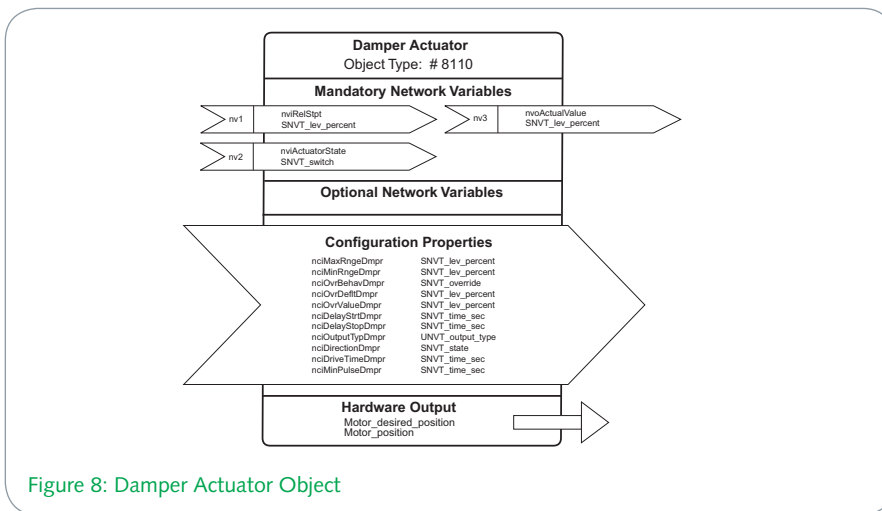 Damper Actuator
Object Type: # 8110
Mandatory Network Variables
nv1
nviRelStpt
SNVT_lev_percent
nv3
nvoActualValue
SNVT_lev_percent
nv2
nviActuatorState
SNVT_switch
Optional Network Variables
Configuration Properties
nciMaxRngeDmpr SNVT_lev_percent
nciMinRngeDmpr SNVT_lev_percent
nciOvrBehavDmpr SNVT_override
nciOvrDefltDmpr SNVT_lev_percent
nciOvrValueDmpr SNVT_lev_percent
nciDelayStrtDmpr SNVT_time_sec
nciDelayStopDmpr SNVT_time_sec
nciOutputTypDmpr UNVT_output_type
nciDirectionDmpr SNVT_state
nciDriveTimeDmpr SNVT_time_sec
nciMinPulseDmpr SNVT_time_sec
Hardware Output
Motor_desired_position
Motor_position
Figure 8: Damper Actuator Object